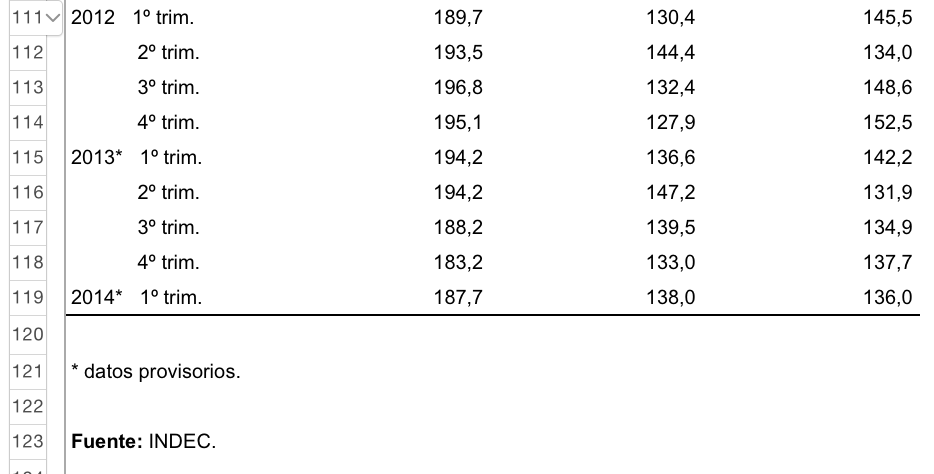 111 2012 1º trim. 189,7 130,4 145,5
112 2º trim. 193,5 144,4 134,0
113 3º trim. 196,8 132,4 148,6
114 4º trim. 195,1 127,9 152,5
115 2013* 1º trim. 194,2 136,6 142,2
116 2º trim. 194,2 147,2 131,9
117 3º trim. 188,2 139,5 134,9
118 4º trim. 183,2 133,0 137,7
119 2014* 1º trim. 187,7 138,0 136,0
120
121 * datos provisorios.
122
123 Fuente: INDEC.